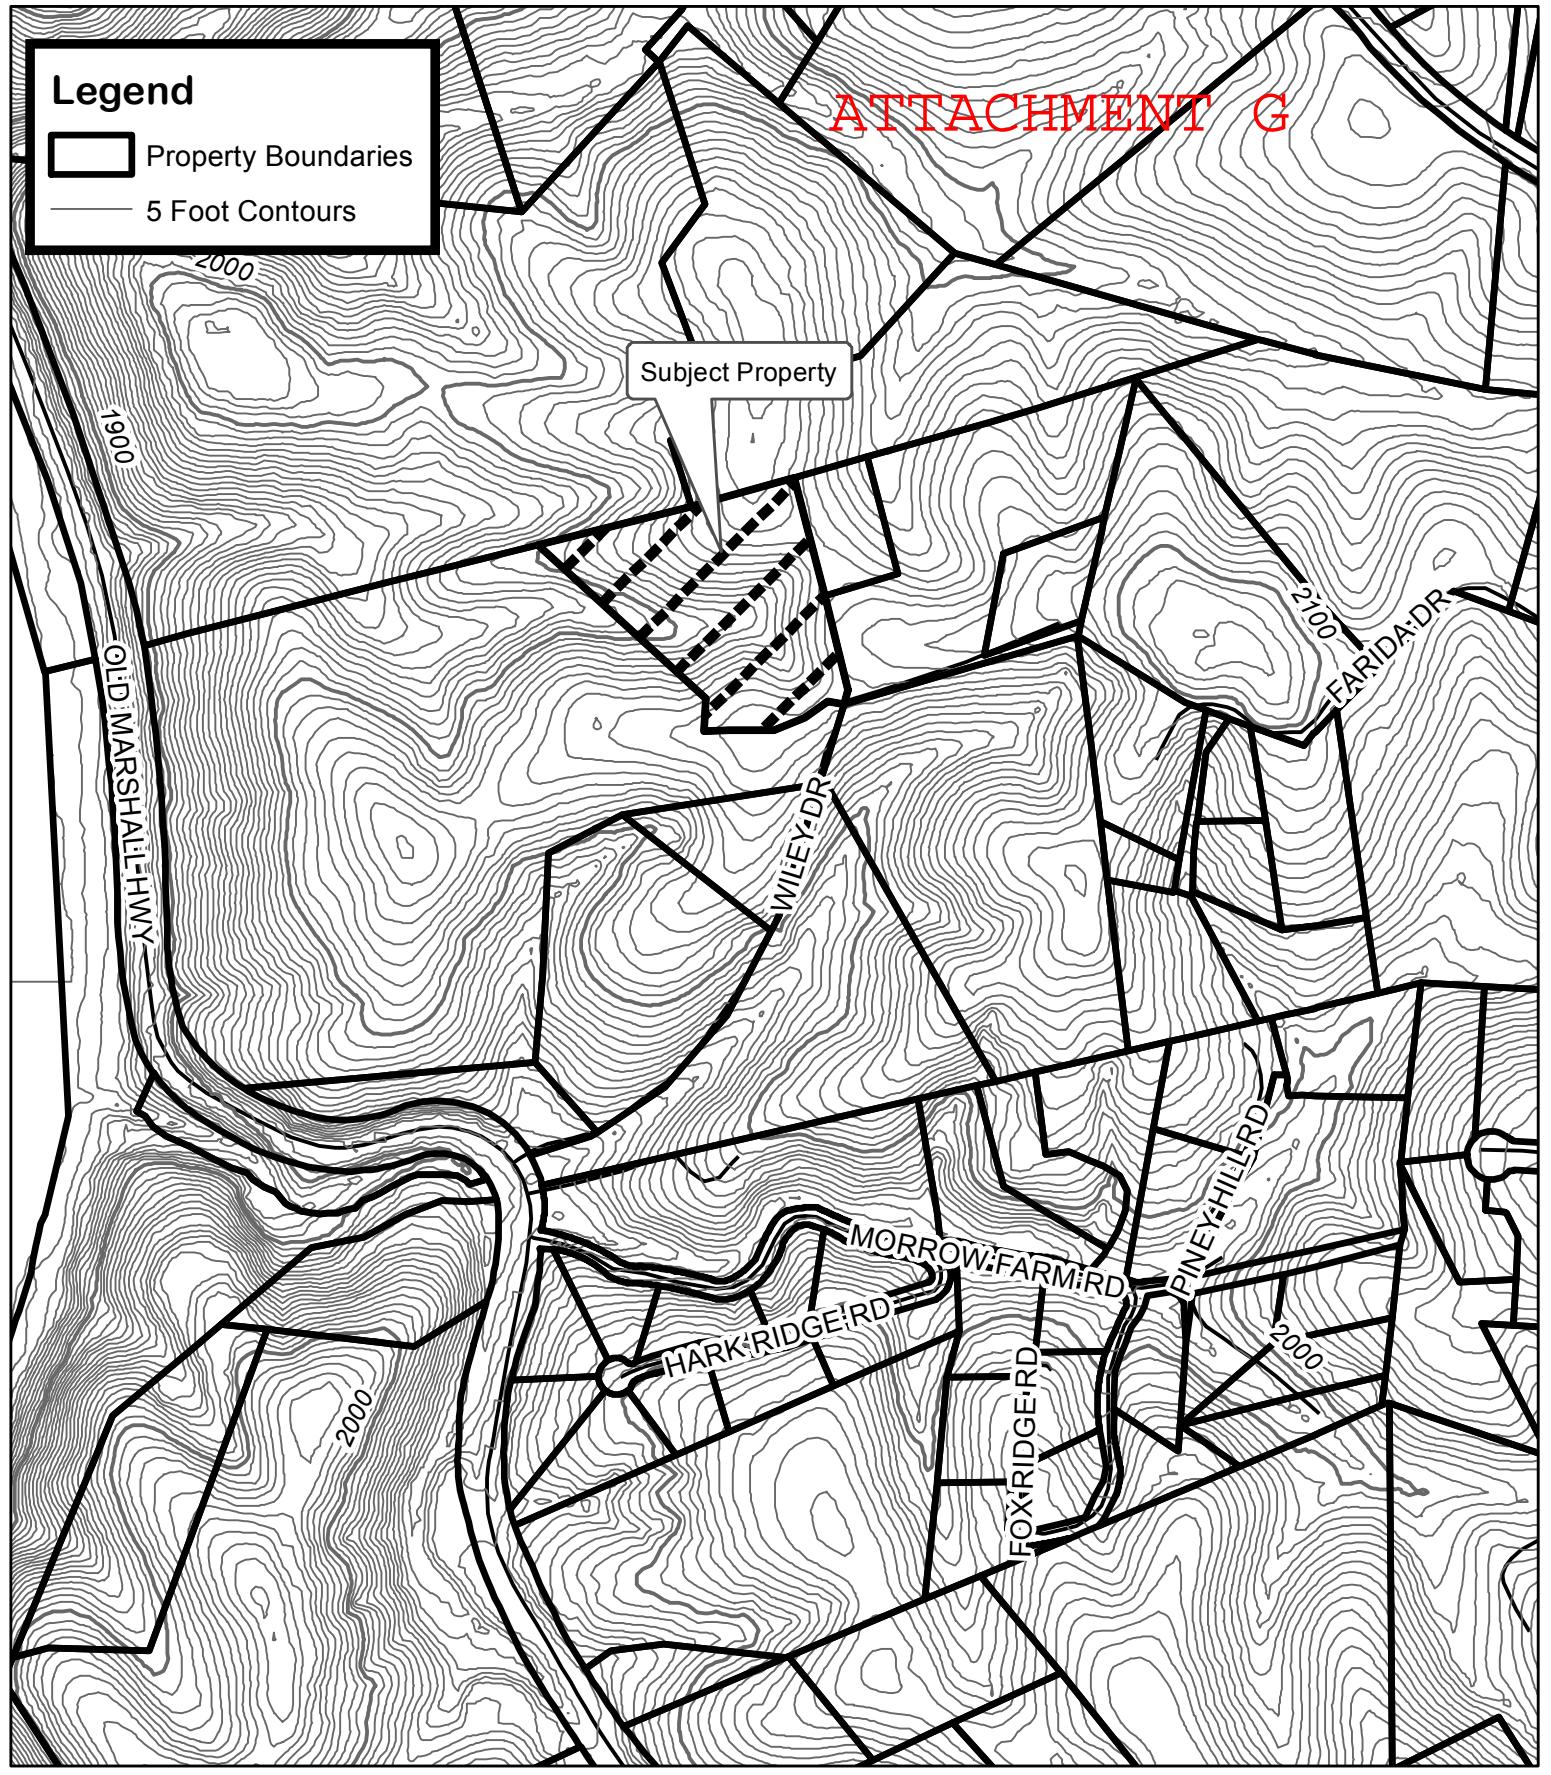 Legend
Property Boundaries
5 Foot Contours
ATTACHMENT G
2000
1900
Subject Property
2100
FARIDA DR
OLD MARSHALL HWY
WILEY DR
PINEY HILL RD
MORROW FARM RD
HARK RIDGE RD
2000
FOX RIDGE RD
2000